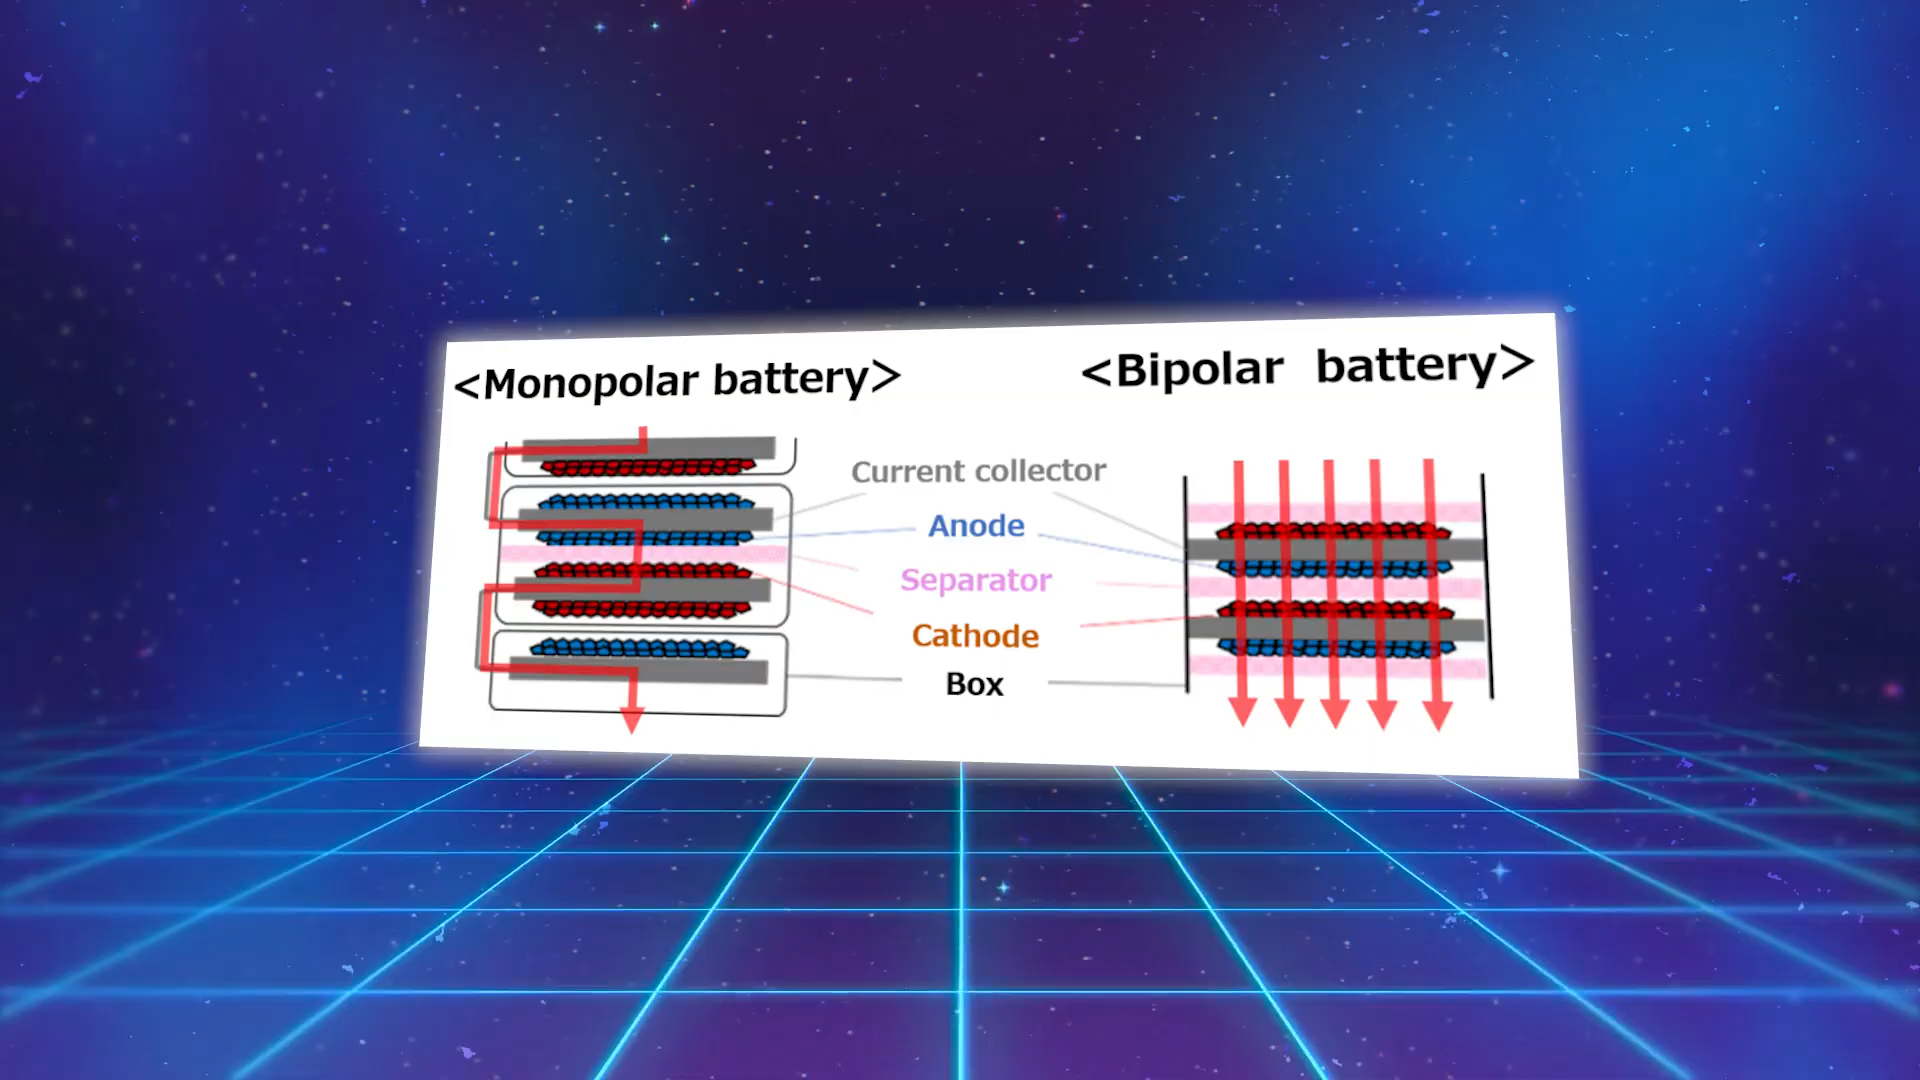 <Monopolar battery>
<Bipolar battery>
Current collector
Anode
Separator
Cathode
Box